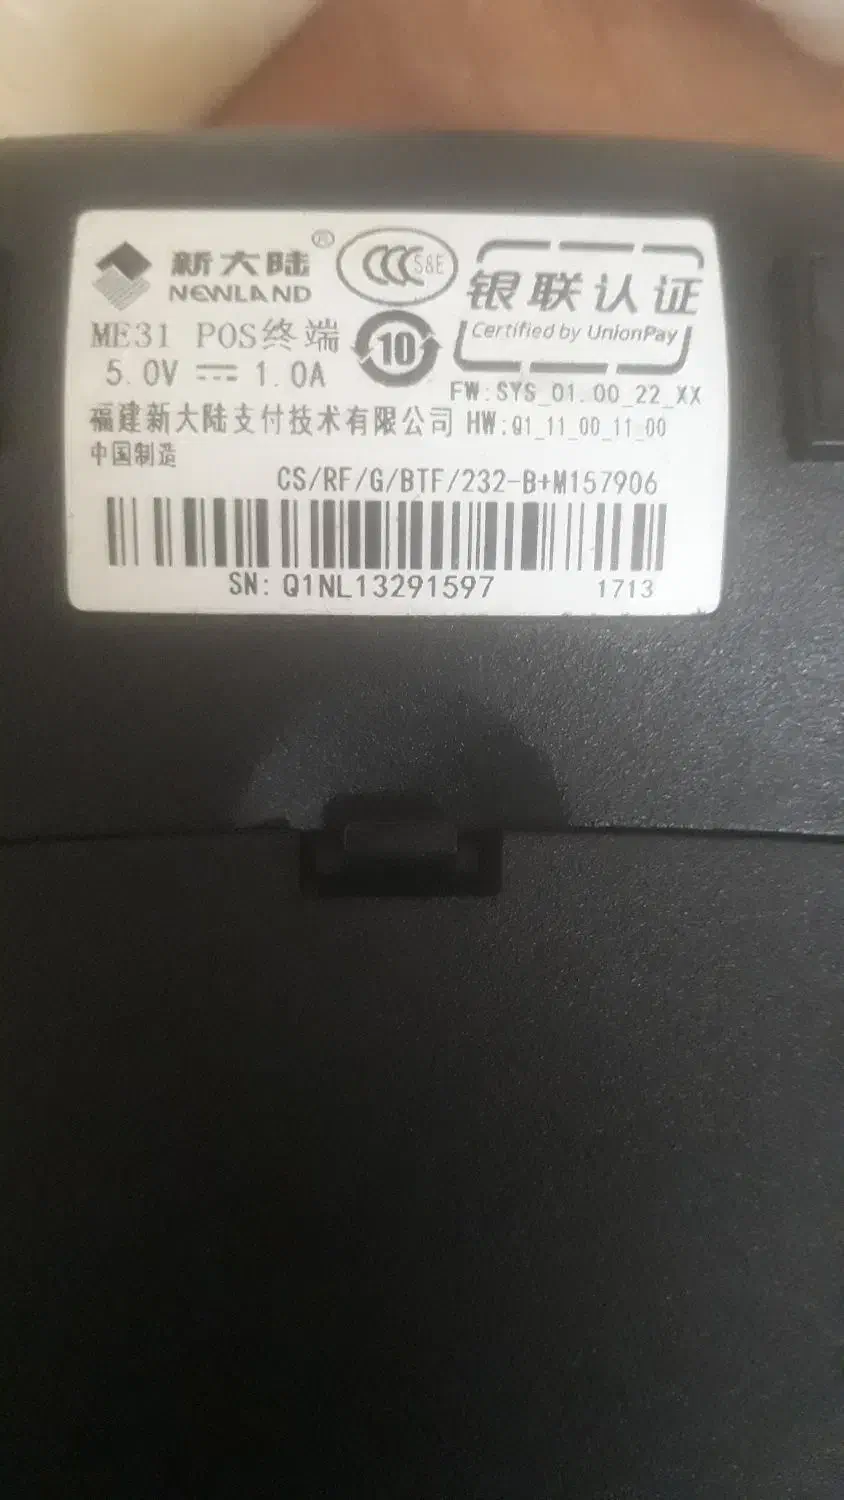 新大陆®
NEWLAND
CCC S&E
银联认证
Certified by UnionPay
ME31 POS终端
10
5.0V 1.0A
FW:SYS_01.00_22_XX
福建新大陆支付技术有限公司 HW:Q1_11_00_11_00
中国制造
CS/RF/G/BTF/232-B+M157906
SN: Q1NL13291597 1713